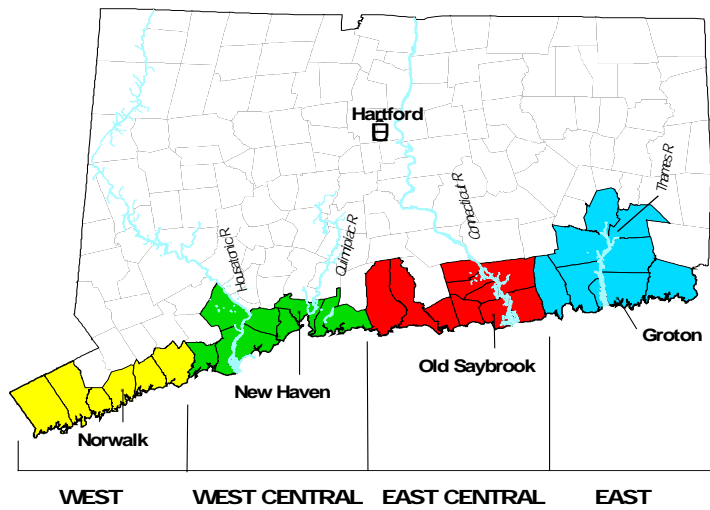 Hartford
Housatonic R
Quinnipiac R
Connecticut R
Thames R
Groton
Old Saybrook
New Haven
Norwalk
WEST
WEST CENTRAL
EAST CENTRAL
EAST